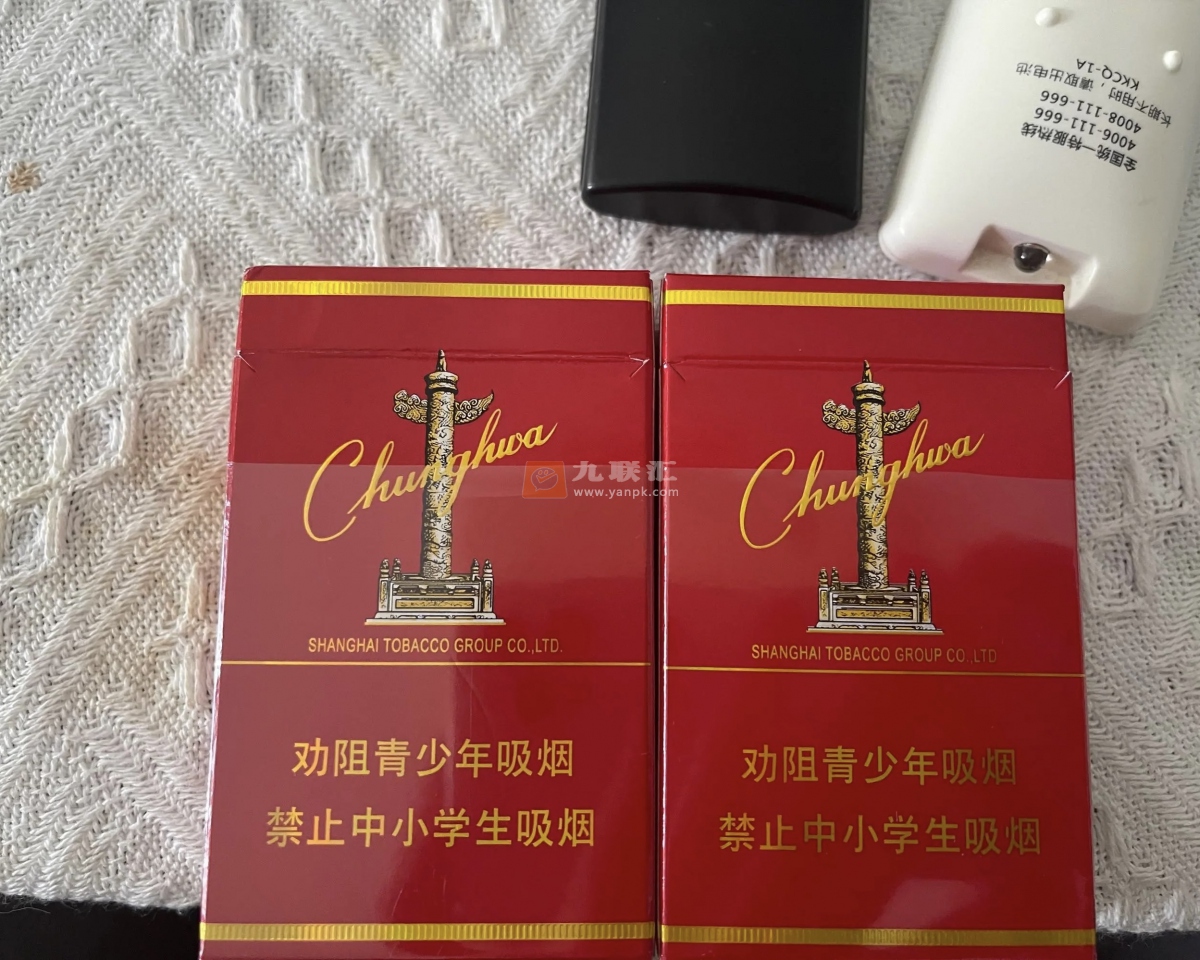 全国统一特服热线
4006-111-666
4008-111-666
长期不用时，请取出电池
KKCQ-1A
Chunghwa
SHANGHAI TOBACCO GROUP CO.,LTD.
劝阻青少年吸烟
禁止中小学生吸烟
Chunghwa
SHANGHAI TOBACCO GROUP CO.,LTD
劝阻青少年吸烟
禁止中小学生吸烟
九联汇
www.yanpk.com